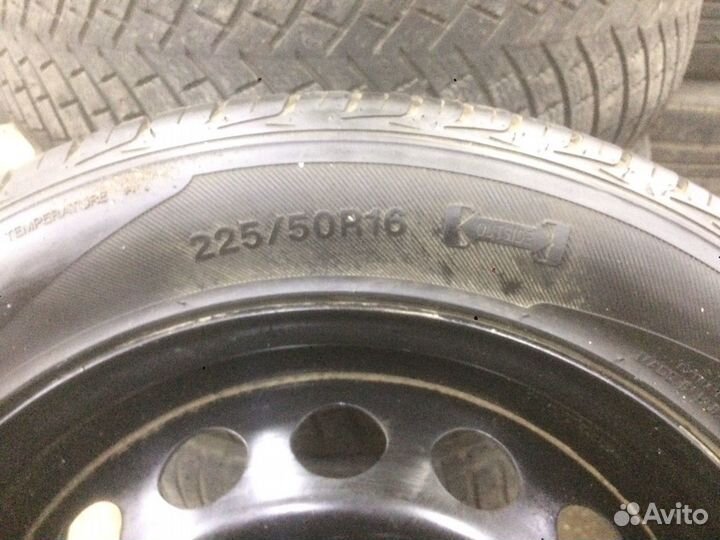 TEMPERATURE
225/50R16
OUTSIDE
Avito